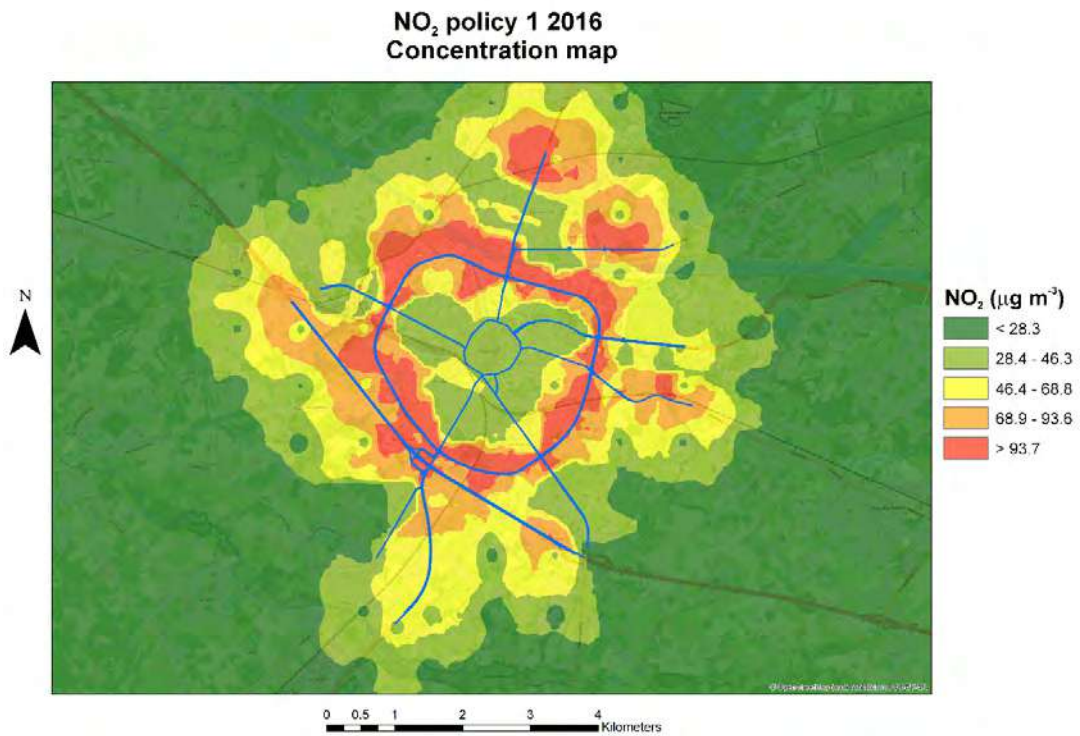 NO₂ policy 1 2016
Concentration map
N
NO₂ (µg m⁻³)
< 28.3
28.4 - 46.3
46.4 - 68.8
68.9 - 93.6
> 93.7
0 0.5 1 2 3 4
Kilometers